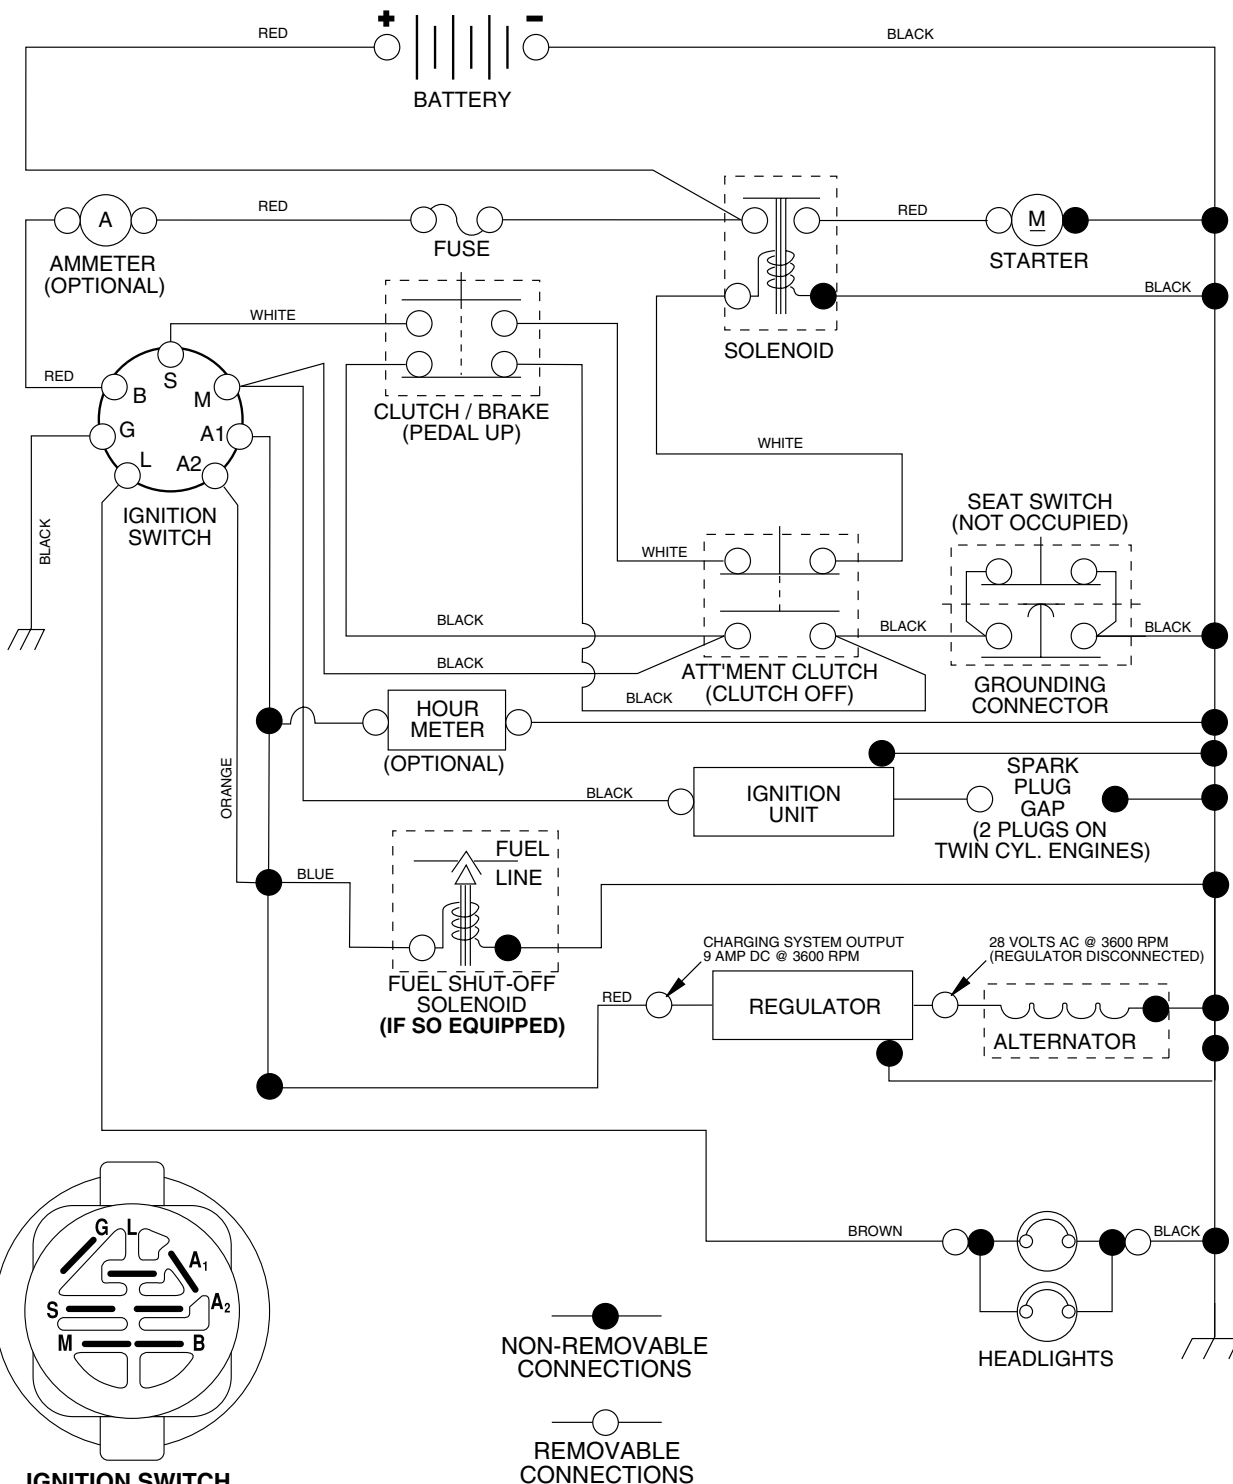 + −
RED
BLACK
BATTERY
A
RED
FUSE
RED
M
AMMETER
(OPTIONAL)
STARTER
BLACK
SOLENOID
WHITE
RED
S
B
M
G
A1
L
A2
IGNITION
SWITCH
CLUTCH / BRAKE
(PEDAL UP)
WHITE
BLACK
SEAT SWITCH
(NOT OCCUPIED)
WHITE
BLACK
BLACK
BLACK
BLACK
ATT'MENT CLUTCH
(CLUTCH OFF)
GROUNDING
CONNECTOR
BLACK
HOUR
METER
(OPTIONAL)
ORANGE
BLACK
IGNITION
UNIT
SPARK
PLUG
GAP
(2 PLUGS ON
TWIN CYL. ENGINES)
BLUE
FUEL
LINE
FUEL SHUT-OFF
SOLENOID
(IF SO EQUIPPED)
CHARGING SYSTEM OUTPUT
9 AMP DC @ 3600 RPM
28 VOLTS AC @ 3600 RPM
(REGULATOR DISCONNECTED)
RED
REGULATOR
ALTERNATOR
BROWN
BLACK
HEADLIGHTS
G L
A1
S
A2
M
B
IGNITION SWITCH
NON-REMOVABLE
CONNECTIONS
REMOVABLE
CONNECTIONS